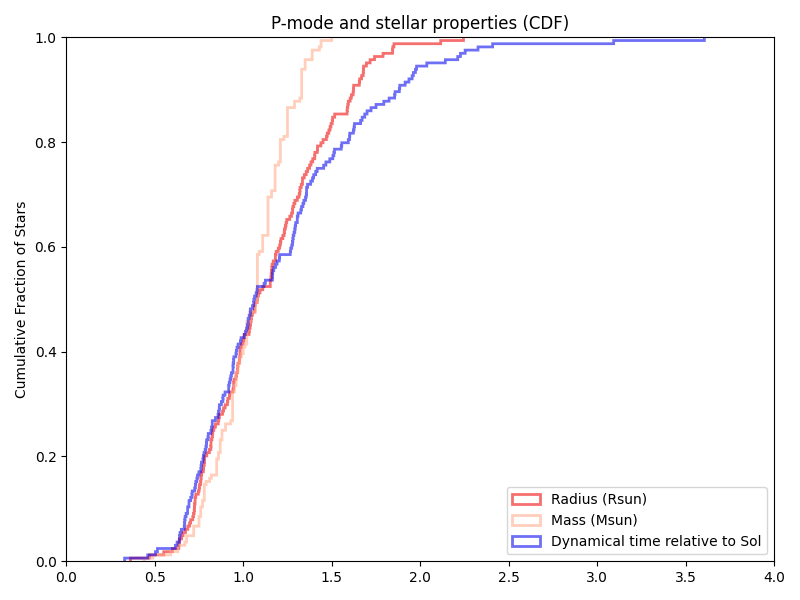 P-mode and stellar properties (CDF)
1.0
0.8
0.6
0.4
0.2
0.0
Cumulative Fraction of Stars
Radius (Rsun)
Mass (Msun)
Dynamical time relative to Sol
0.0 0.5 1.0 1.5 2.0 2.5 3.0 3.5 4.0